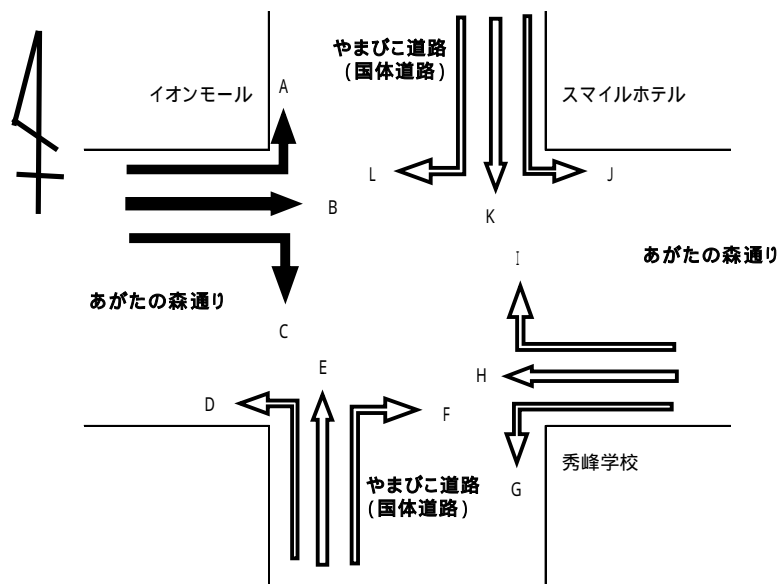 やまびこ道路
(国体道路)
イオンモール
A
スマイルホテル
L
J
B
K
I
あがたの森通り
あがたの森通り
C
E
H
D
F
やまびこ道路
(国体道路)
秀峰学校
G